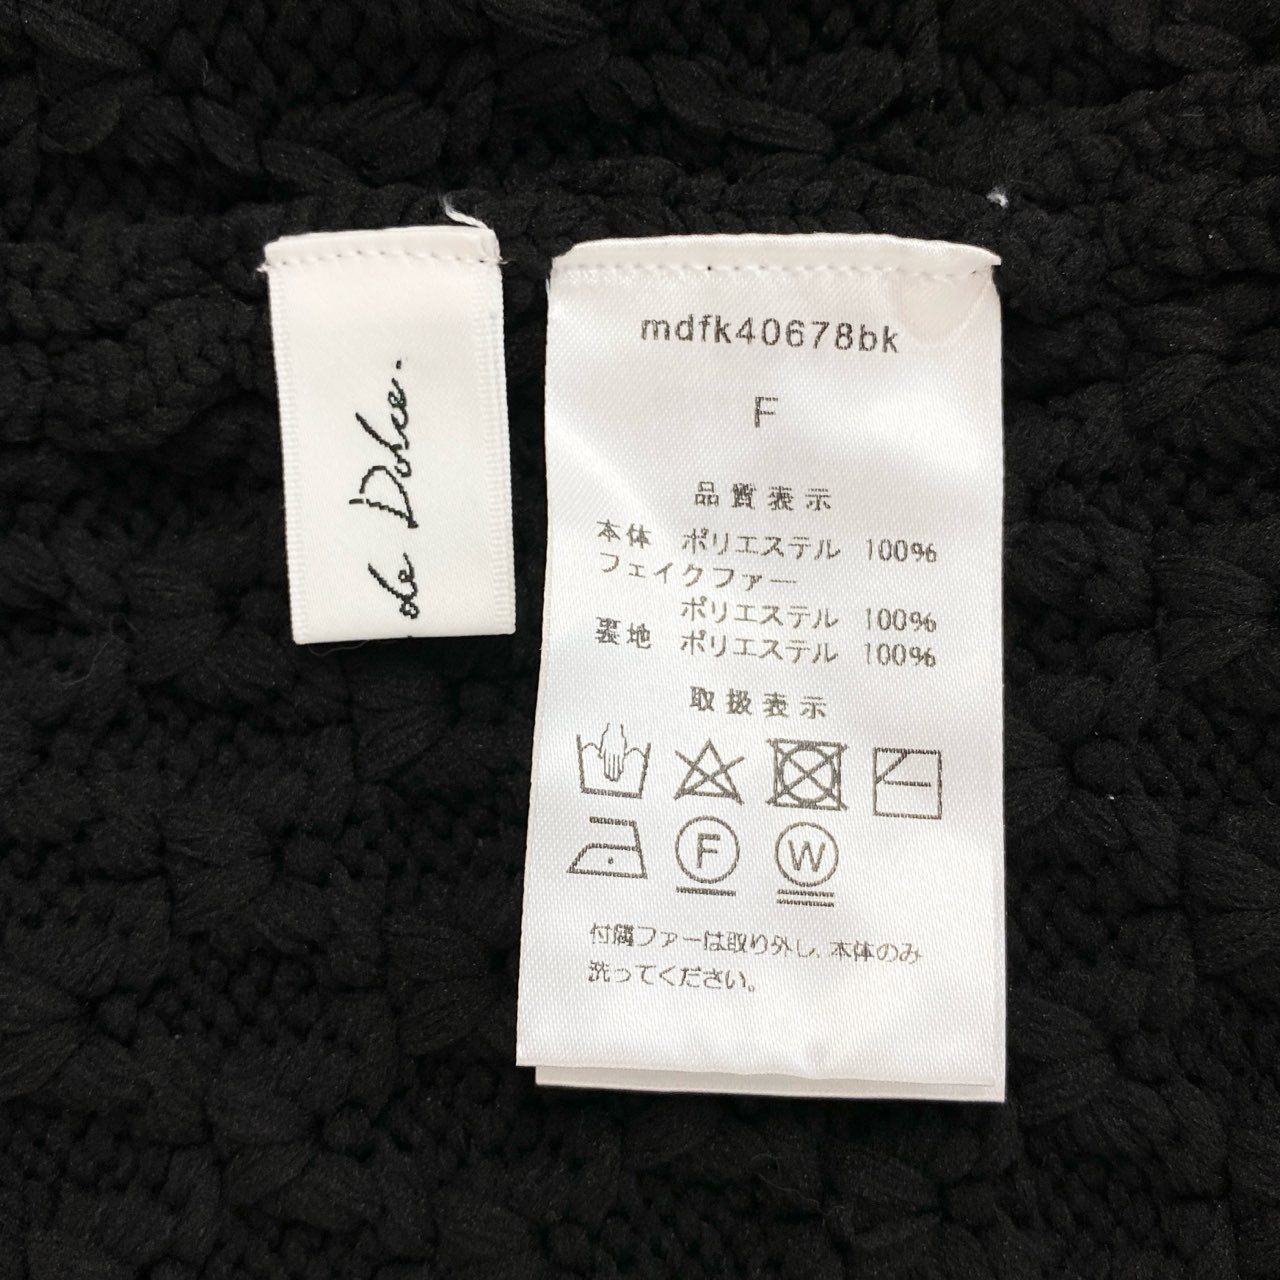 de Dolce.
mdfk40678bk
F
品質表示
本体 ポリエステル 100%
フェイクファー
ポリエステル 100%
裏地 ポリエステル 100%
取扱表示
F
W
付属ファーは取り外し、本体のみ
洗ってください。